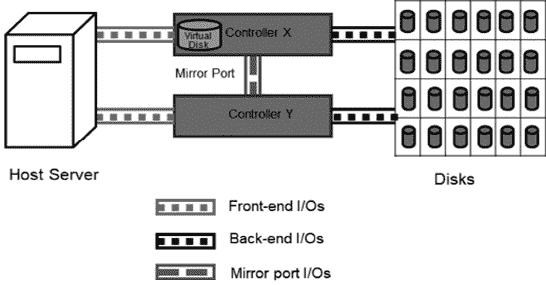 Virtual
Disk
Controller X
Mirror Port
Controller Y
Host Server
Disks
Front-end I/Os
Back-end I/Os
Mirror port I/Os